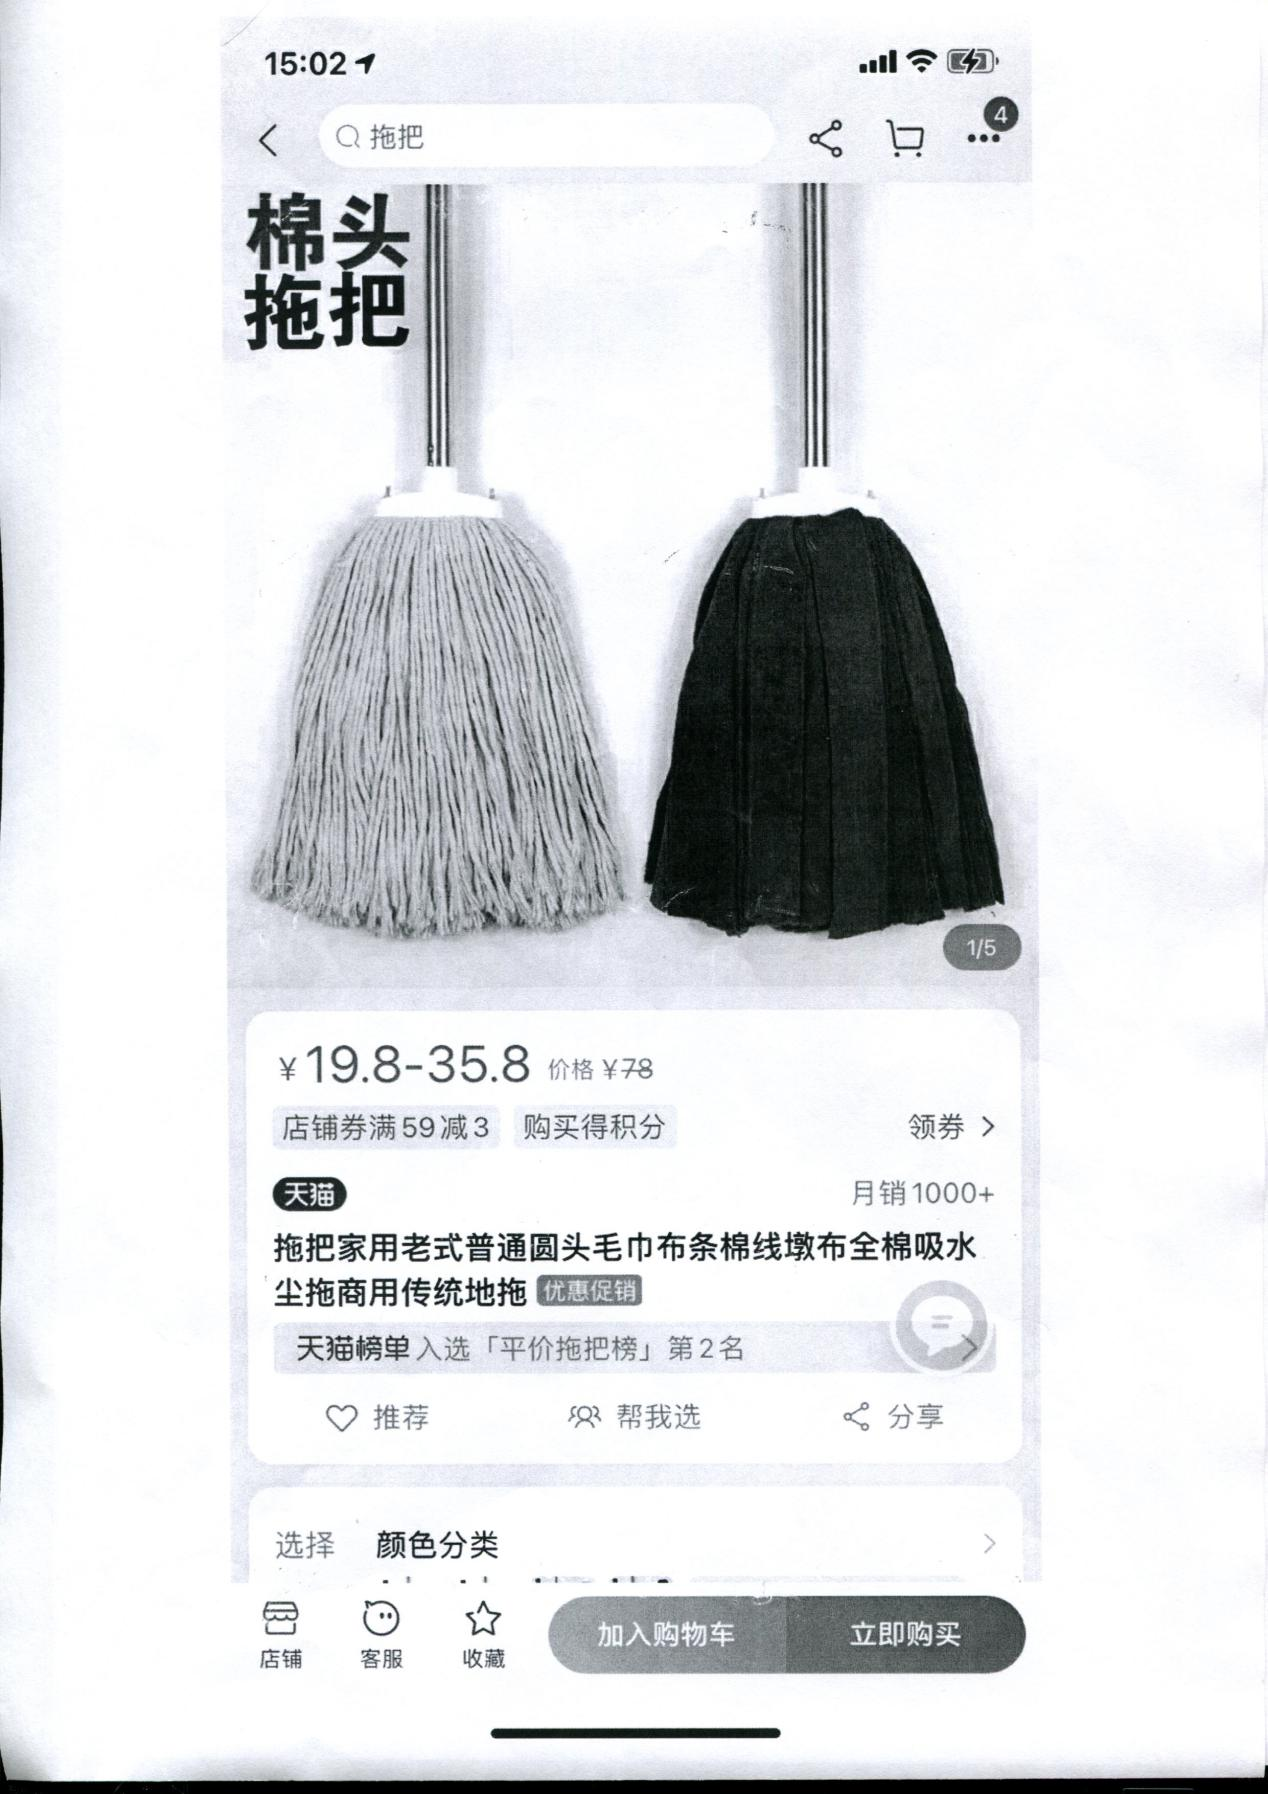 15:02
拖把
4
棉头
拖把
1/5
¥19.8-35.8 价格 ¥78
店铺券满59减3 购买得积分 领券
天猫 月销1000+
拖把家用老式普通圆头毛巾布条棉线墩布全棉吸水
尘拖商用传统地拖 优惠促销
天猫榜单 入选「平价拖把榜」第2名
推荐 帮我选 分享
选择 颜色分类
店铺 客服 收藏 加入购物车 立即购买